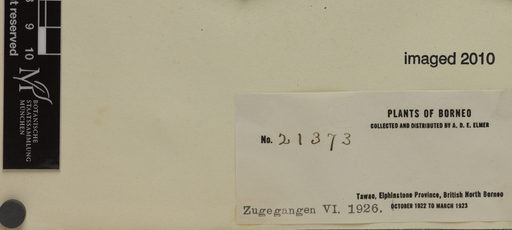 t reserved
8 9 10
BOTANISCHE
STAATSSAMMLUNG
MÜNCHEN
imaged 2010
PLANTS OF BORNEO
COLLECTED AND DISTRIBUTED BY A. D. E. ELMER
No. 21373
Tawao, Elphinstone Province, British North Borneo
OCTOBER 1922 TO MARCH 1923
Zugegangen VI. 1926.